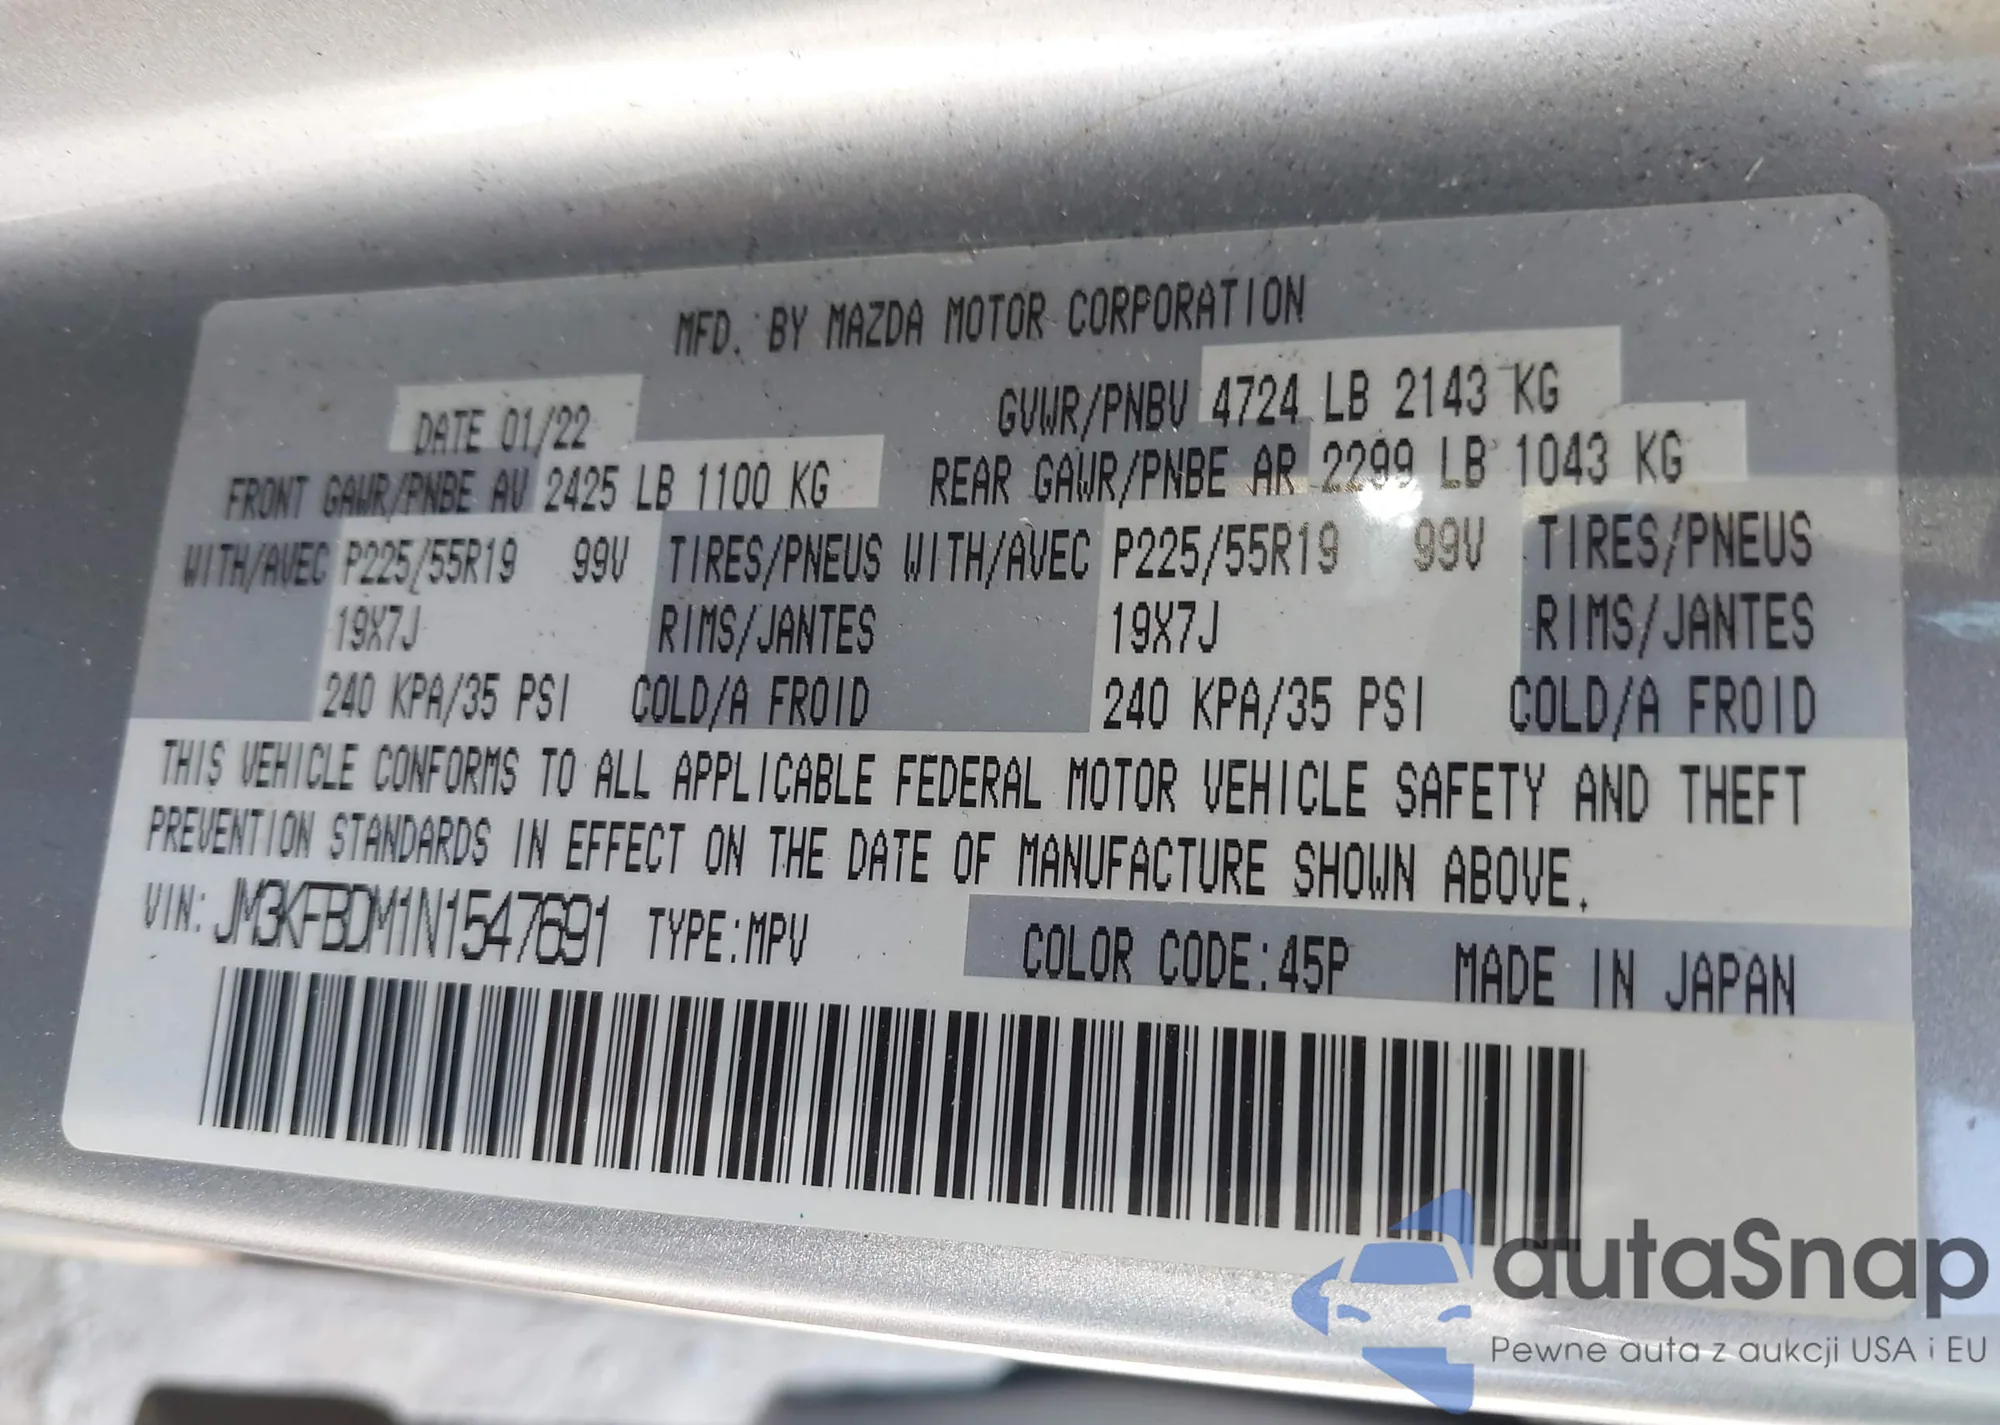 MFD. BY MAZDA MOTOR CORPORATION
DATE 01/22 GVWR/PNBV 4724 LB 2143 KG
FRONT GAWR/PNBE AV 2425 LB 1100 KG REAR GAWR/PNBE AR 2299 LB 1043 KG
WITH/AVEC P225/55R19 99V TIRES/PNEUS WITH/AVEC P225/55R19 99V TIRES/PNEUS
19X7J RIMS/JANTES 19X7J RIMS/JANTES
240 KPA/35 PSI COLD/A FROID 240 KPA/35 PSI COLD/A FROID
THIS VEHICLE CONFORMS TO ALL APPLICABLE FEDERAL MOTOR VEHICLE SAFETY AND THEFT
PREVENTION STANDARDS IN EFFECT ON THE DATE OF MANUFACTURE SHOWN ABOVE.
VIN: JM3KFBDM1N1547691 TYPE:MPV COLOR CODE:45P MADE IN JAPAN
autaSnap
Pewne auta z aukcji USA i EU